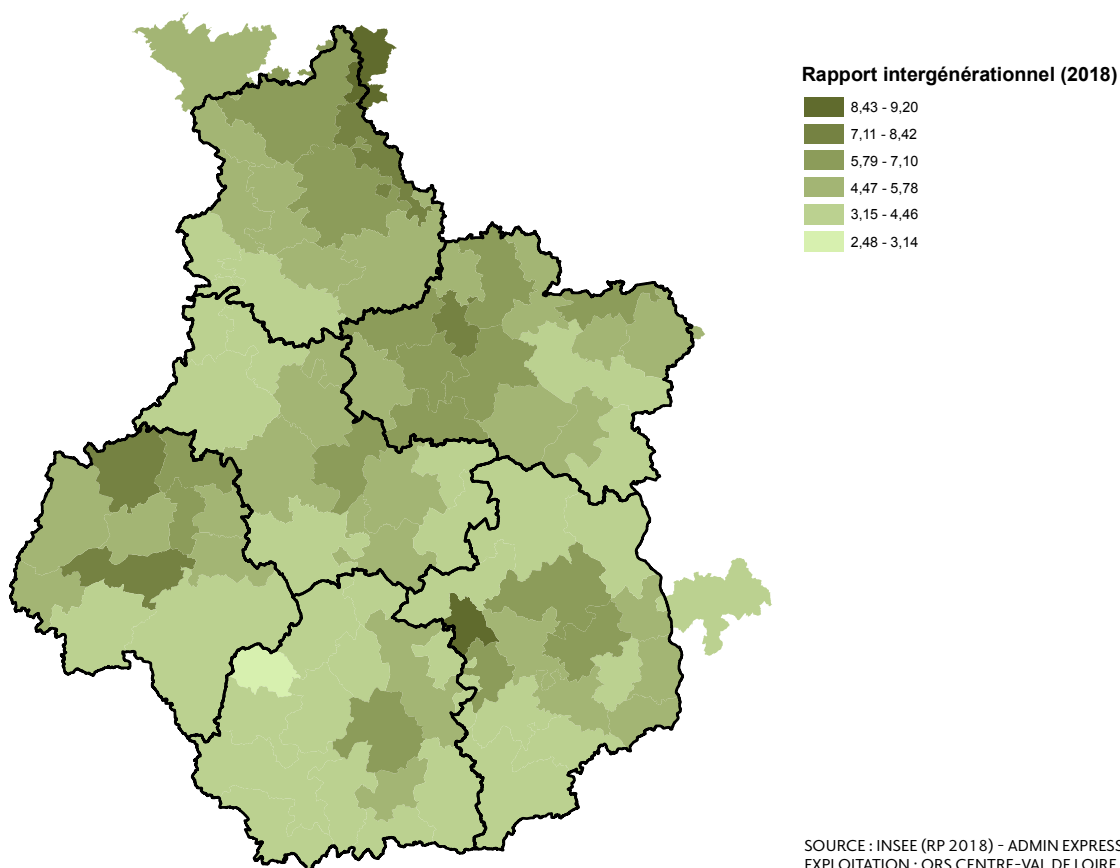 Rapport intergénérationnel (2018)
8,43 - 9,20
7,11 - 8,42
5,79 - 7,10
4,47 - 5,78
3,15 - 4,46
2,48 - 3,14
SOURCE : INSEE (RP 2018) - ADMIN EXPRESS
EXPLOITATION : ORS CENTRE-VAL DE LOIRE